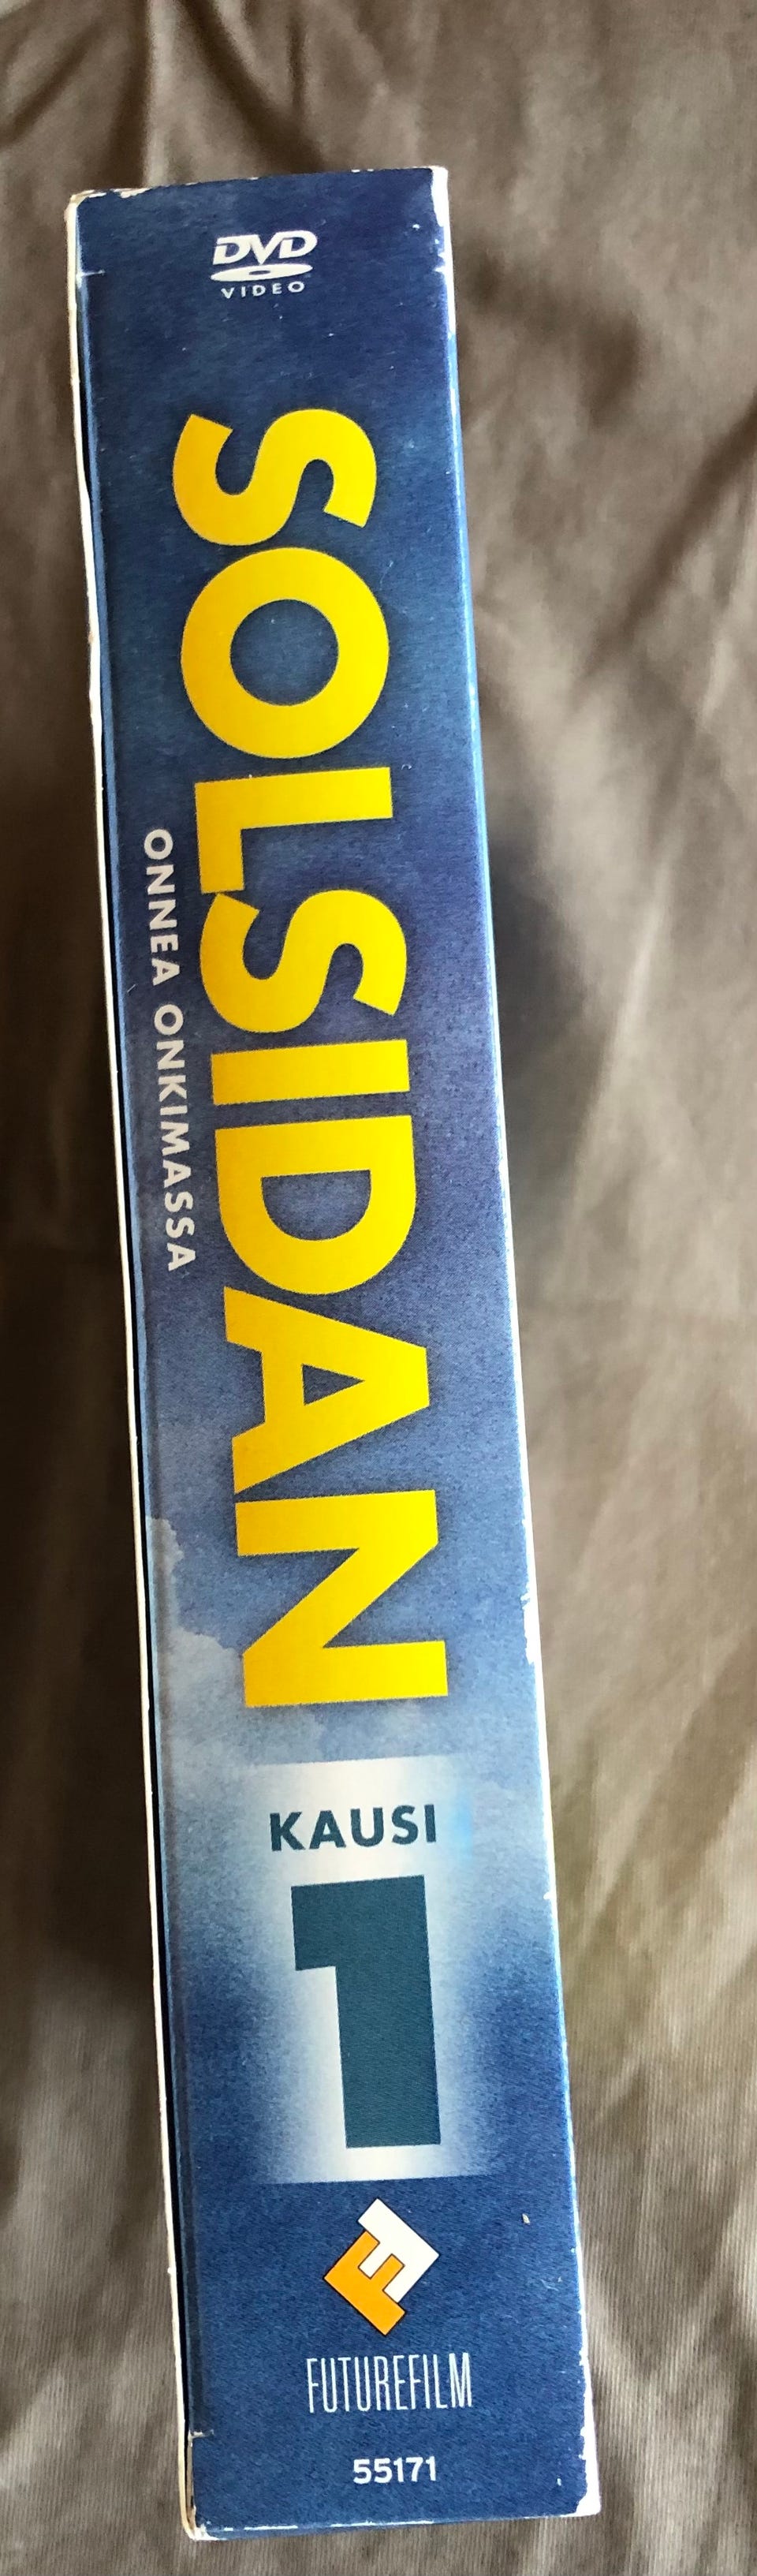 DVD
VIDEO
SOLSIDAN
ONNEA ONKIMASSA
KAUSI
1
FUTUREFILM
55171